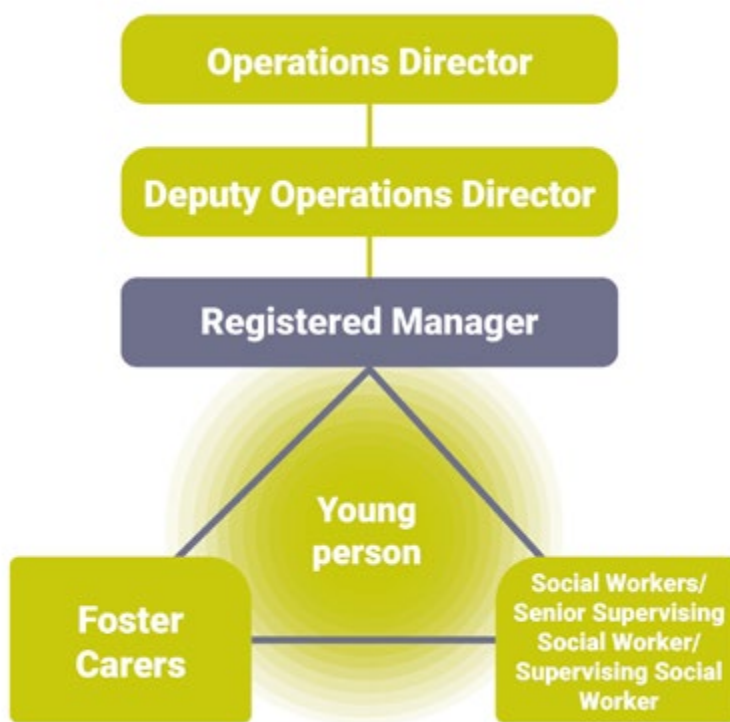 Operations Director
Deputy Operations Director
Registered Manager
Young
person
Foster
Carers
Social Workers/
Senior Supervising
Social Worker/
Supervising Social
Worker